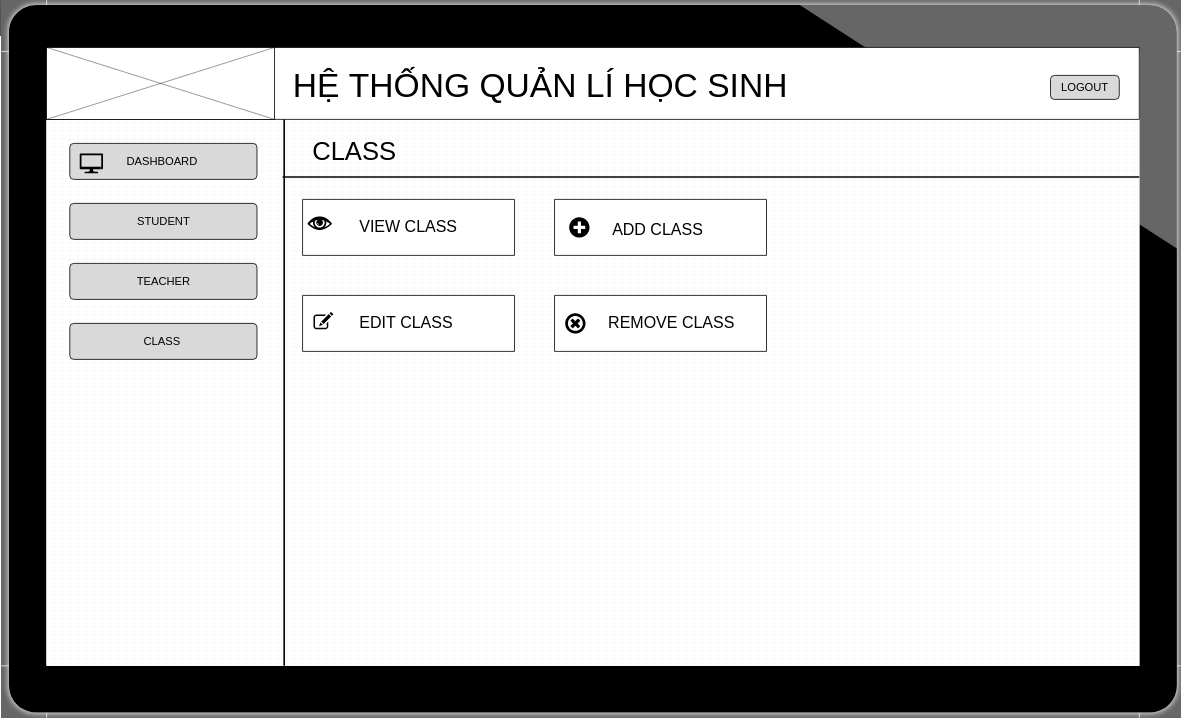 HỆ THỐNG QUẢN LÍ HỌC SINH
LOGOUT
DASHBOARD
STUDENT
TEACHER
CLASS
CLASS
VIEW CLASS
ADD CLASS
EDIT CLASS
REMOVE CLASS